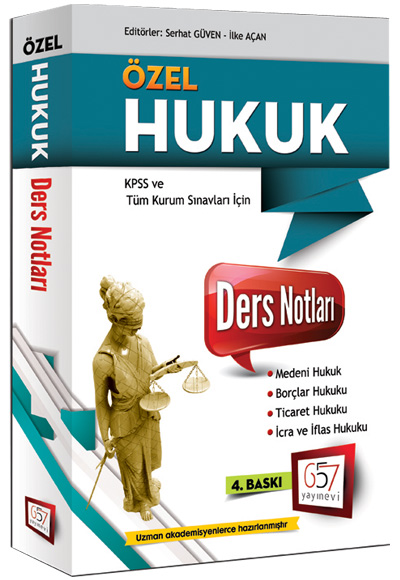 Editörler: Serhat GÜVEN - İlke AÇAN
ÖZEL
HUKUK
KPSS ve
Tüm Kurum Sınavları İçin
Ders Notları
• Medeni Hukuk
• Borçlar Hukuku
• Ticaret Hukuku
• İcra ve İflas Hukuku
4. BASKI
657
yayınevi
Uzman akademisyenlerce hazırlanmıştır
ÖZEL
HUKUK
Ders Notları
657
yayınevi